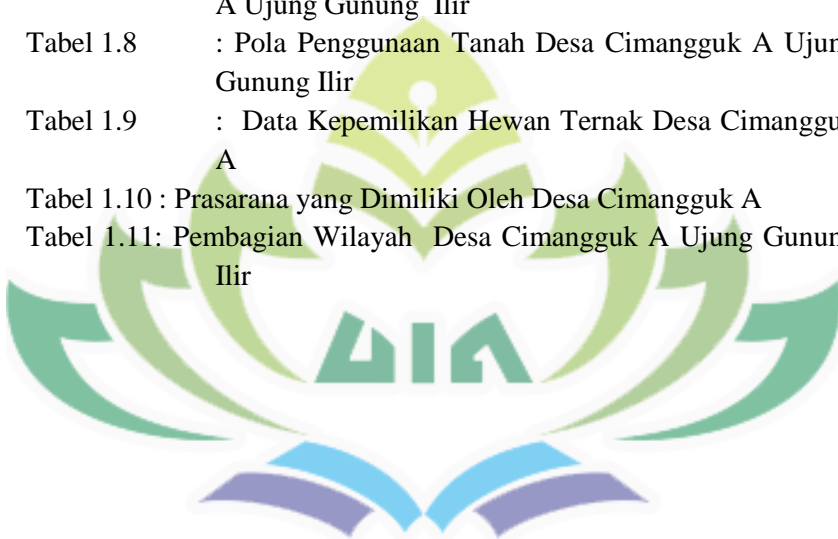 A Ujung Gunung Ilir
Tabel 1.8 : Pola Penggunaan Tanah Desa Cimangguk A Ujun
Gunung Ilir
Tabel 1.9 : Data Kepemilikan Hewan Ternak Desa Cimanggu
A
Tabel 1.10 : Prasarana yang Dimiliki Oleh Desa Cimangguk A
Tabel 1.11: Pembagian Wilayah Desa Cimangguk A Ujung Gunun
Ilir
UIN